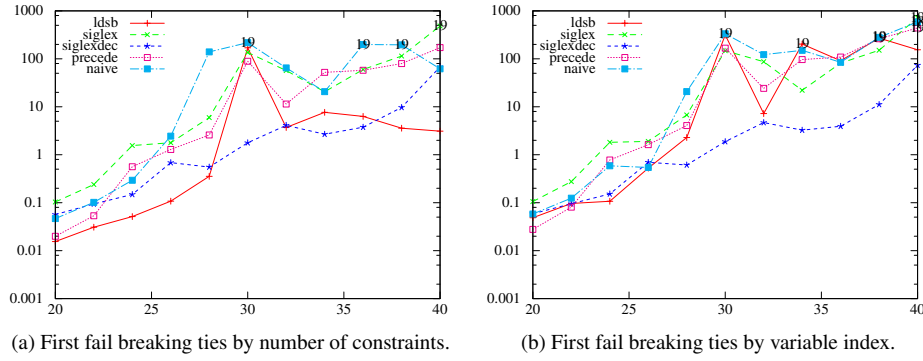 1000
100
10
1
0.1
0.01
0.001
20
25
30
35
40
ldsb
siglex
siglexdec
precede
naive
19
19
19
19
(a) First fail breaking ties by number of constraints.
1000
100
10
1
0.1
0.01
0.001
20
25
30
35
40
ldsb
siglex
siglexdec
precede
naive
19
19
19
(b) First fail breaking ties by variable index.